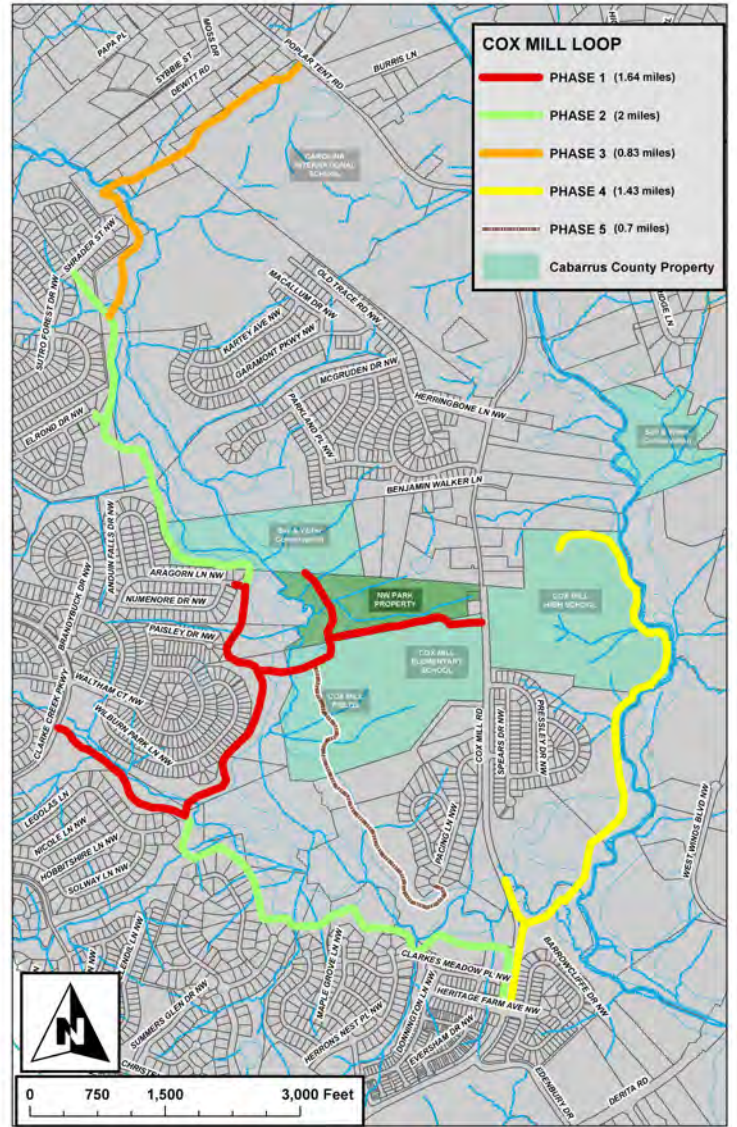 PAPA PL
SYBBIE ST
MOSS DR
DEWITT RD
POPLAR TENT RD
BURRIS LN
COX MILL LOOP
PHASE 1 (1.64 miles)
PHASE 2 (2 miles)
PHASE 3 (0.83 miles)
PHASE 4 (1.43 miles)
PHASE 5 (0.7 miles)
Cabarrus County Property
CAROLINA
INTERNATIONAL
SCHOOL
SHRADER ST NW
SUTRO FOREST DR NW
OLD TRACE RD NW
MACALLUM DR NW
KARTEY AVE NW
GARAMONT PKWY NW
MCGRUDEN DR NW
PARKLAND PL NW
HERRINGBONE LN NW
ELROND DR NW
BENJAMIN WALKER LN
Soil & Water
Conservation
Soil & Water
Conservation
ANDUIN FALLS DR NW
ARAGORN LN NW
NUMENORE DR NW
BRANDYBUCK DR NW
PAISLEY DR NW
NW PARK
PROPERTY
COX MILL
HIGH SCHOOL
COX MILL
ELEMENTARY
SCHOOL
COX MILL
FIELDS
CLARKE CREEK PKWY
WALTHAM CT NW
WILBURN PARK LN NW
COX MILL RD
SPEARS DR NW
PRESSLEY DR NW
LEGOLAS LN
NICOLE LN NW
HOBBITSHIRE LN NW
SOLWAY LN NW
PACING LN NW
WEST WINDS BLVD NW
SUMMERS GLEN DR NW
MAPLE GROVE LN NW
HERRONS NEST PL NW
CLARKES MEADOW PL NW
HERITAGE FARM AVE NW
DONNINGTON LN NW
EVERSHAM DR NW
BARROWCLIFFE DR NW
EDENBURY DR
DERITA RD
N
0 750 1,500 3,000 Feet